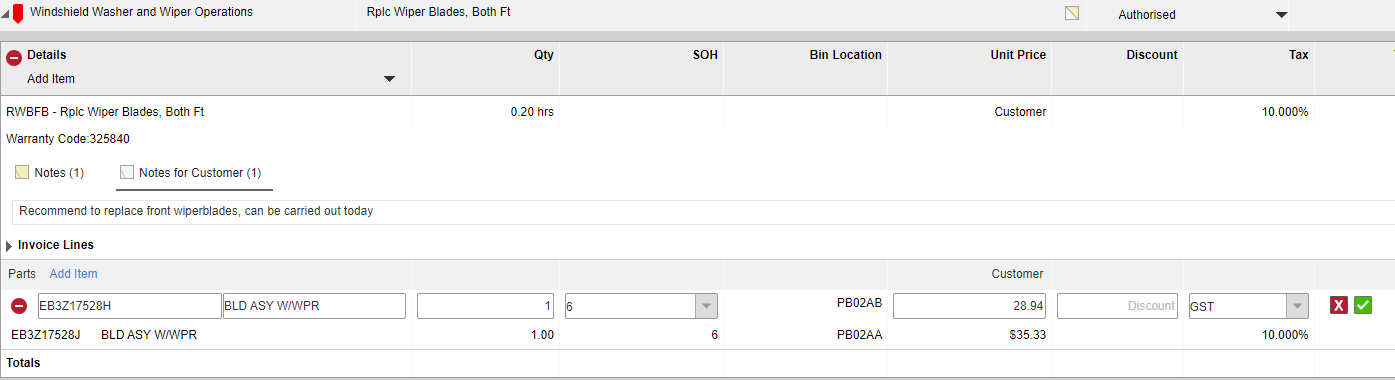 Windshield Washer and Wiper Operations Rplc Wiper Blades, Both Ft Authorised
Details Qty SOH Bin Location Unit Price Discount Tax
Add Item
RWBFB - Rplc Wiper Blades, Both Ft 0.20 hrs Customer 10.000%
Warranty Code:325840
Notes (1) Notes for Customer (1)
Recommend to replace front wiperblades, can be carried out today
Invoice Lines
Parts Add Item Customer
EB3Z17528H BLD ASY W/WPR 1 6 PB02AB 28.94 Discount GST
EB3Z17528J BLD ASY W/WPR 1.00 6 PB02AA $35.33 10.000%
Totals